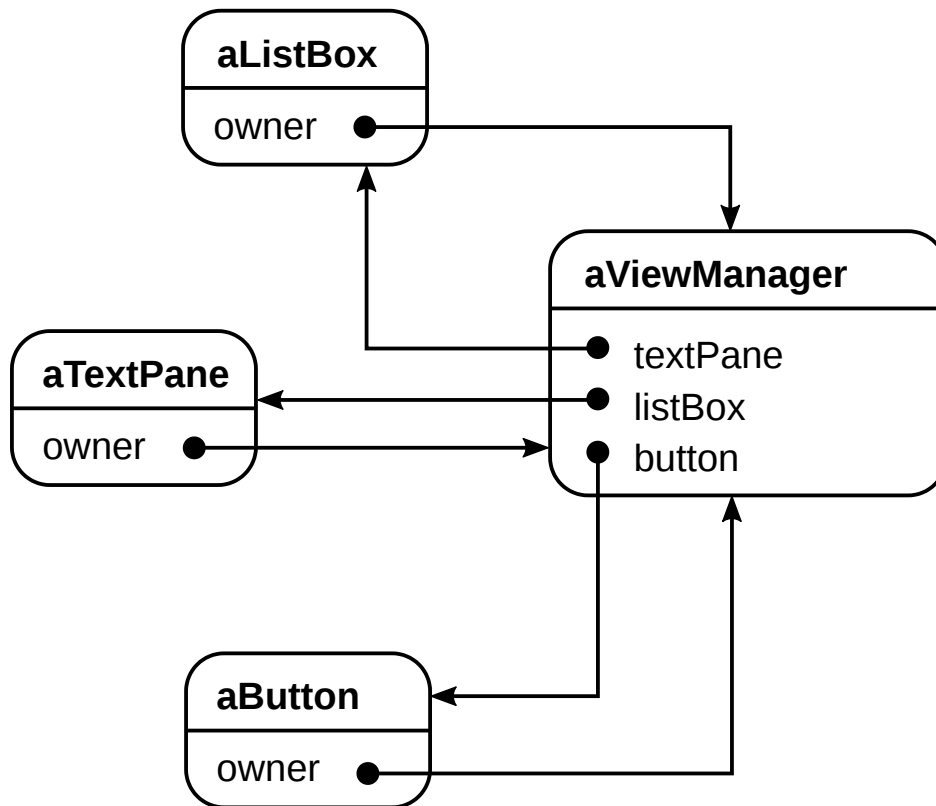 aListBox
owner
aViewManager
textPane
listBox
button
aTextPane
owner
aButton
owner